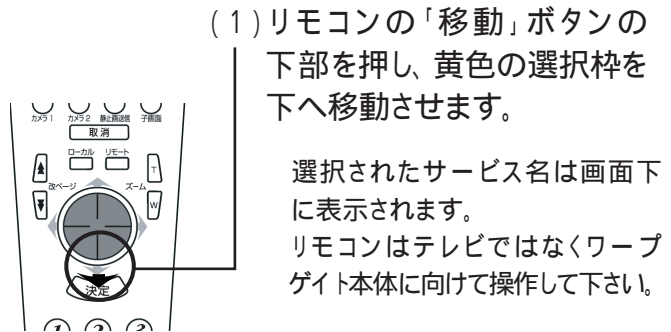 (1)リモコンの「移動」ボタンの
下部を押し、黄色の選択枠を
下へ移動させます。
選択されたサービス名は画面下
に表示されます。
リモコンはテレビではなくワープ
ゲイト本体に向けて操作して下さい。
カメラ1 カメラ2 静止画送信 子画面
取消
ローカル リモート
T
改ページ ズーム
W
決定
① ② ③